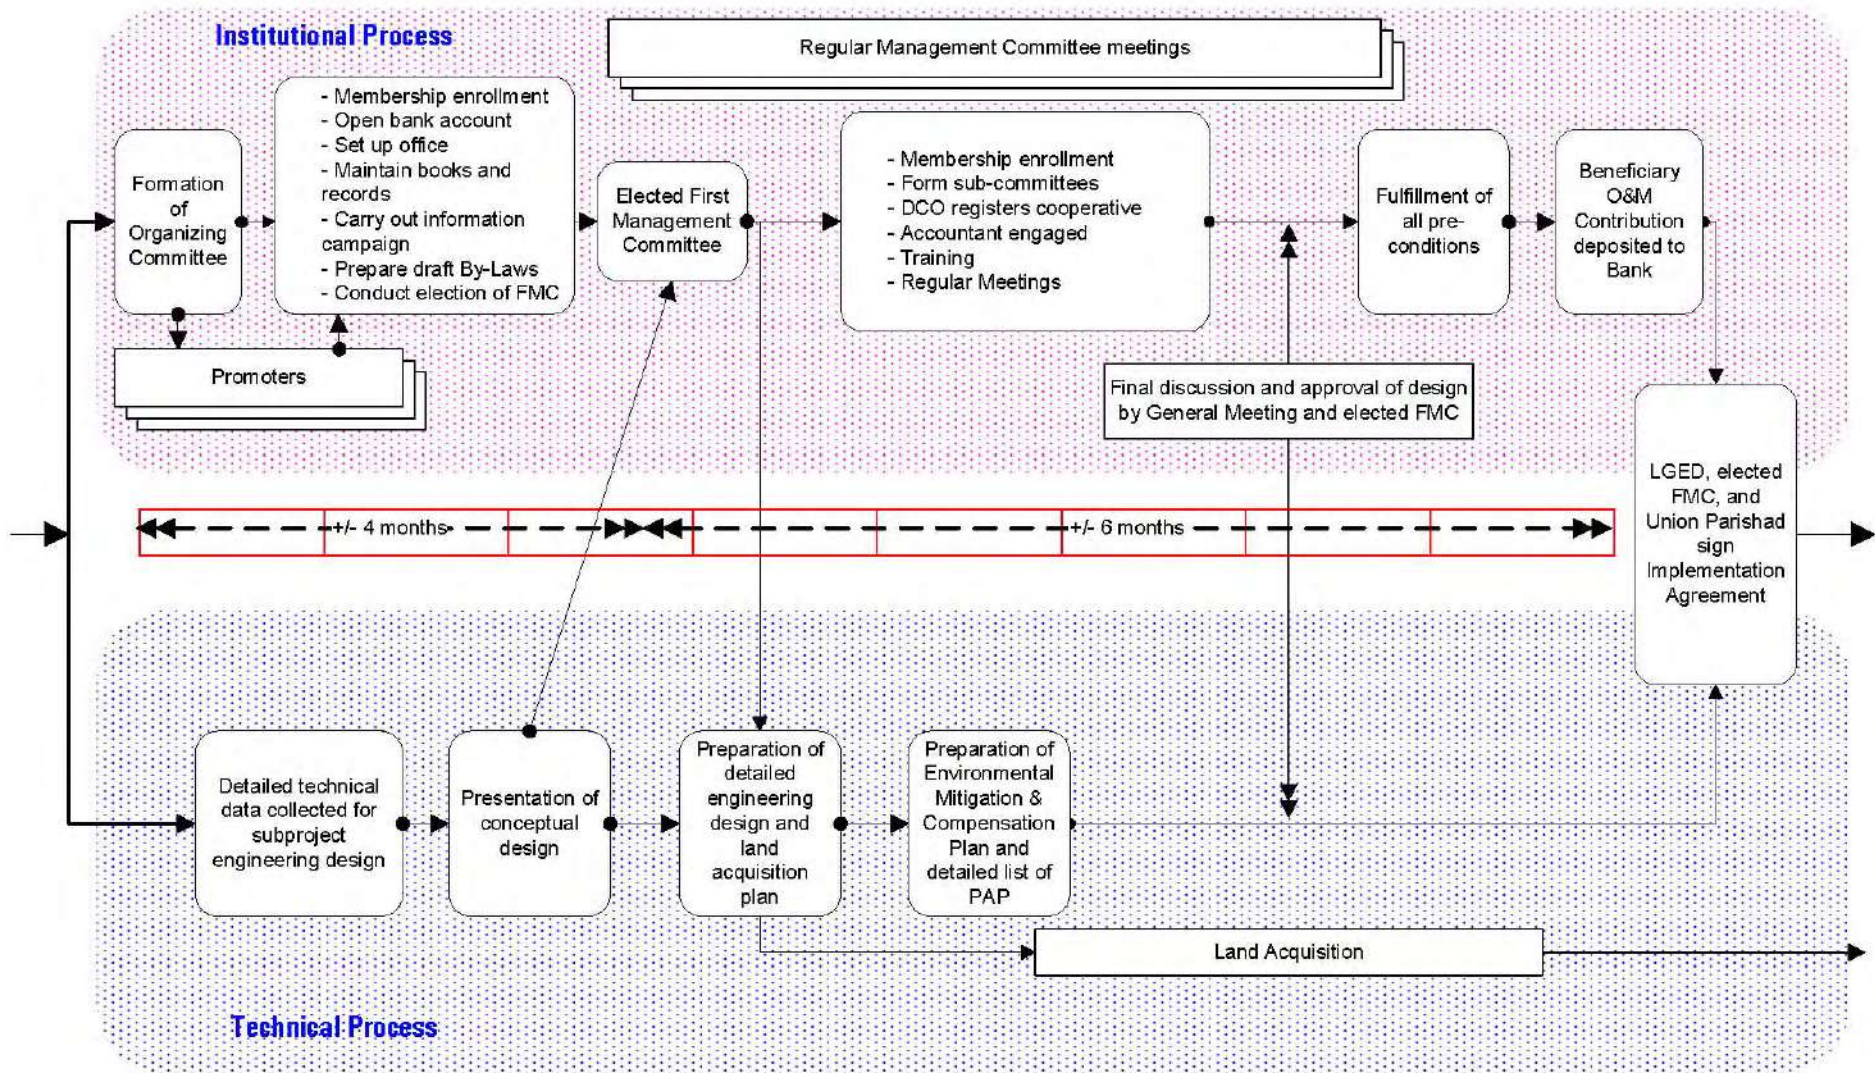 Institutional Process
Regular Management Committee meetings
Formation
of
Organizing
Committee
- Membership enrollment
- Open bank account
- Set up office
- Maintain books and
records
- Carry out information
campaign
- Prepare draft By-Laws
- Conduct election of FMC
Elected First
Management
Committee
- Membership enrollment
- Form sub-committees
- DCO registers cooperative
- Accountant engaged
- Training
- Regular Meetings
Fulfillment of
all pre-
conditions
Beneficiary
O&M
Contribution
deposited to
Bank
Promoters
Final discussion and approval of design
by General Meeting and elected FMC
LGED, elected
FMC, and
Union Parishad
sign
Implementation
Agreement
+/- 4 months
+/- 6 months
Detailed technical
data collected for
subproject
engineering design
Presentation of
conceptual
design
Preparation of
detailed
engineering
design and
land
acquisition
plan
Preparation of
Environmental
Mitigation &
Compensation
Plan and
detailed list of
PAP
Land Acquisition
Technical Process